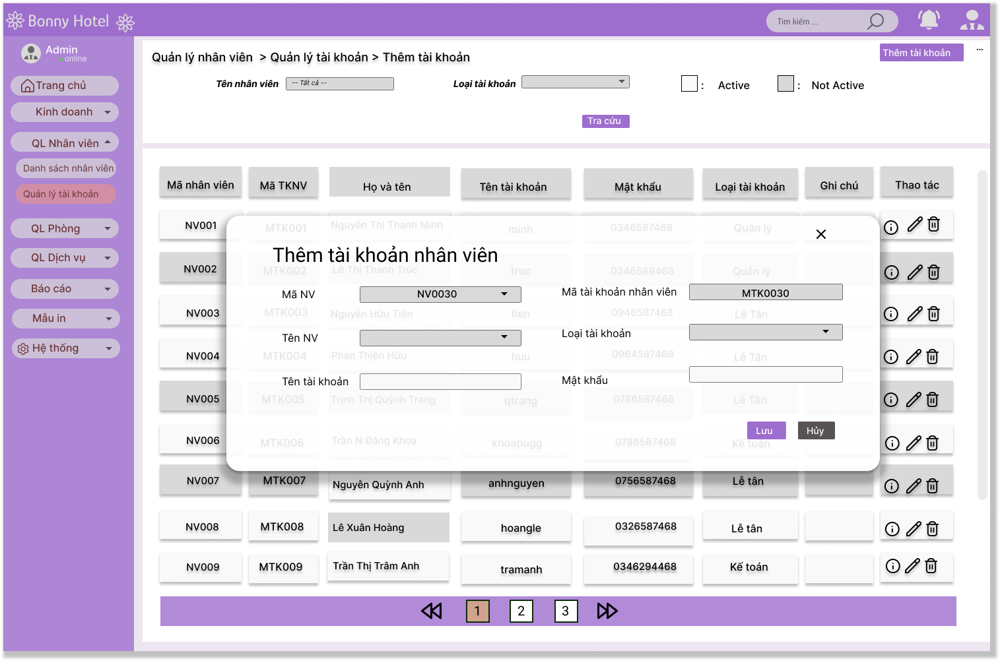 Bonny Hotel
Tìm kiếm ....
Admin
online
Trang chủ
Kinh doanh
QL Nhân viên
Danh sách nhân viên
Quản lý tài khoản
QL Phòng
QL Dịch vụ
Báo cáo
Mẫu in
Hệ thống
Quản lý nhân viên > Quản lý tài khoản > Thêm tài khoản
Thêm tài khoản
...
Tên nhân viên -- Tất cả -- Loại tài khoản : Active : Not Active
Tra cứu
Mã nhân viên Mã TKNV Họ và tên Tên tài khoản Mật khẩu Loại tài khoản Ghi chú Thao tác
NV001 MTK001 Nguyễn Thị Thanh Minh minh 0346587468 Quản lý
NV002 MTK002 Lê Thị Thanh Trúc truc 0346589468 Quản lý
NV003 MTK003 Nguyễn Hữu Tiến tien 0946587468 Lễ Tân
NV004 MTK004 Phan Thiện Hữu huu 0964587468 Lễ Tân
NV005 MTK005 Trịnh Thị Quỳnh Trang qtrang 0786587468 Lễ Tân
NV006 MTK006 Trần N Đăng Khoa khoapugg 0786587468 Kế toán
NV007 MTK007 Nguyễn Quỳnh Anh anhnguyen 0756587468 Lễ tân
NV008 MTK008 Lê Xuân Hoàng hoangle 0326587468 Lễ tân
NV009 MTK009 Trần Thị Trâm Anh tramanh 0346294468 Kế toán
Thêm tài khoản nhân viên
Mã NV NV0030 Mã tài khoản nhân viên MTK0030
Tên NV Loại tài khoản
Tên tài khoản Mật khẩu
Lưu Hủy
1 2 3